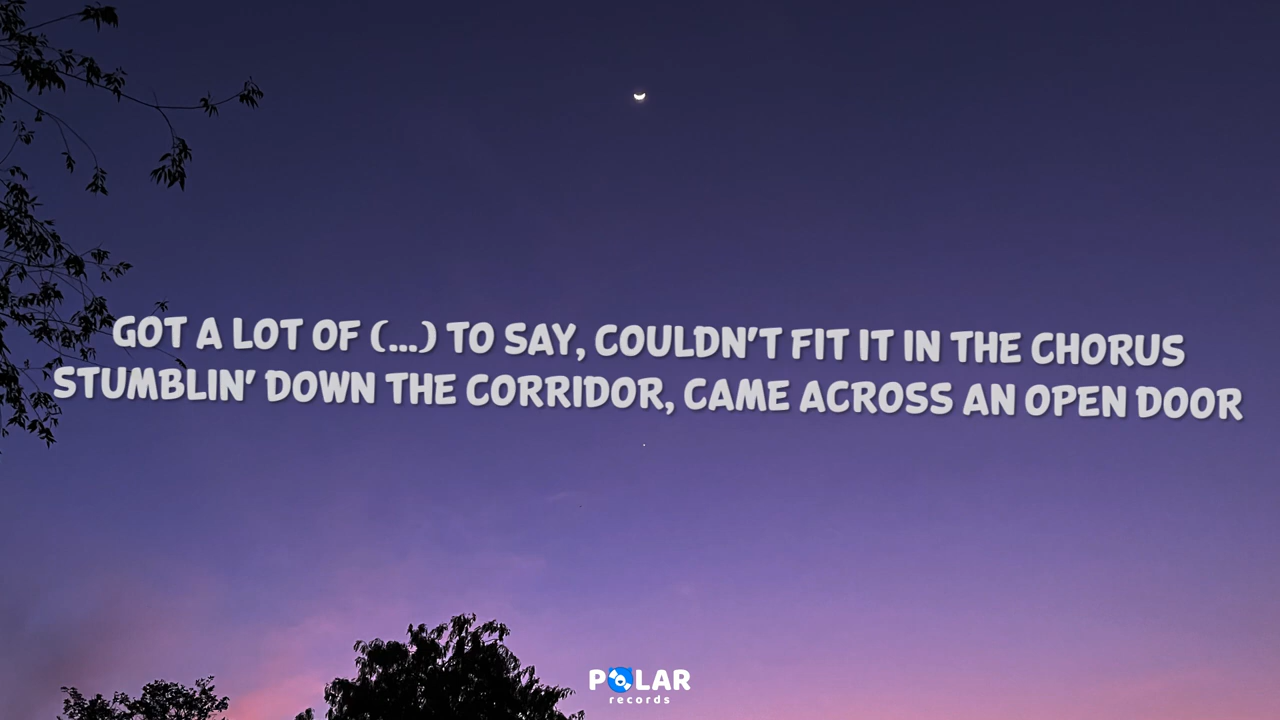 GOT A LOT OF (...) TO SAY, COULDN'T FIT IT IN THE CHORUS
STUMBLIN' DOWN THE CORRIDOR, CAME ACROSS AN OPEN DOOR
POLAR
records